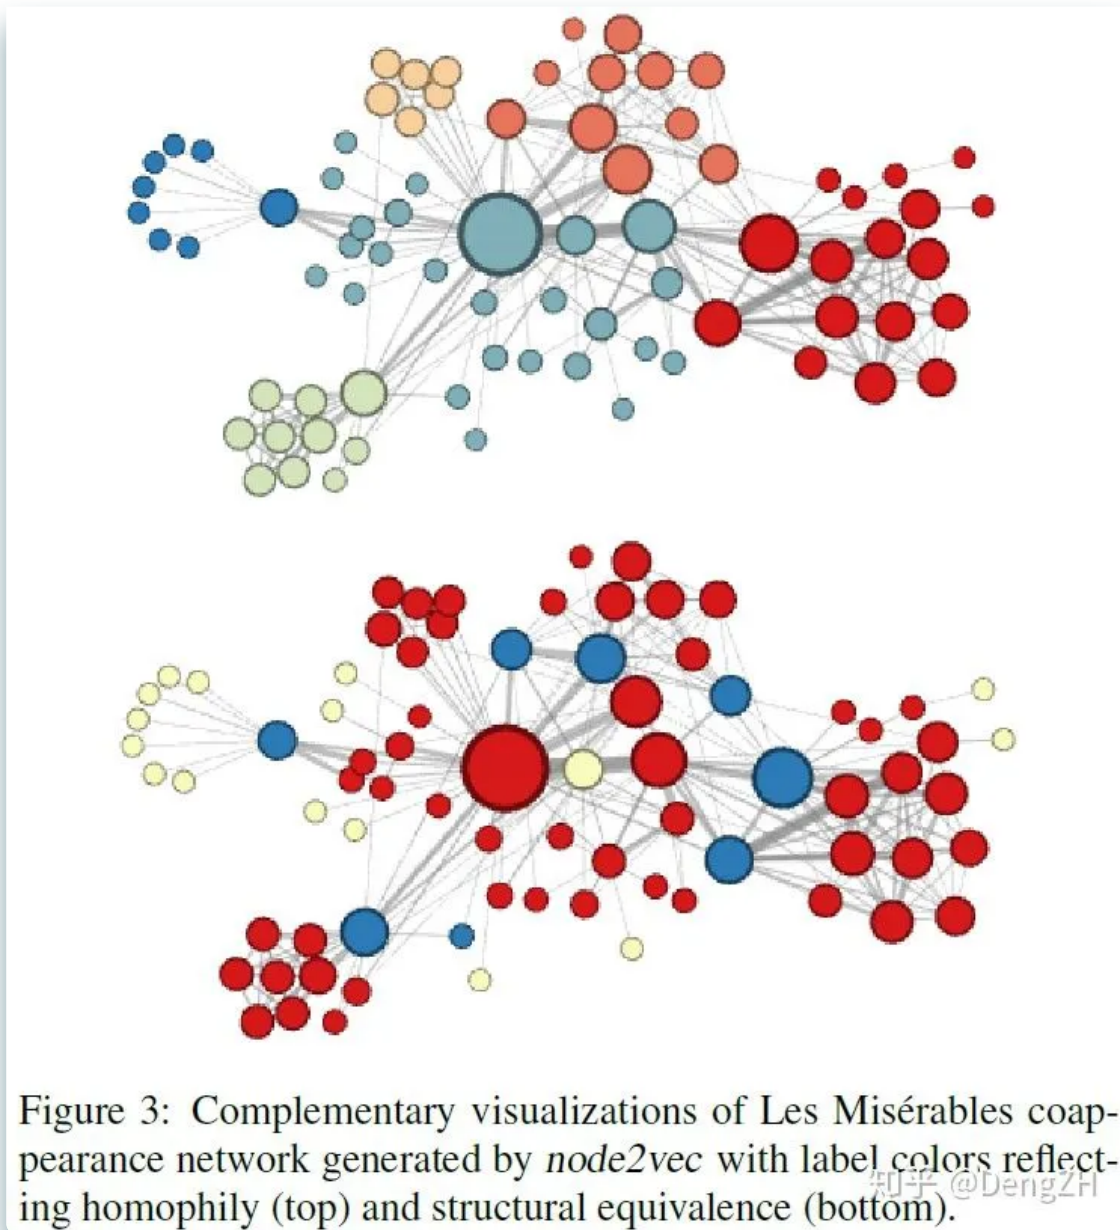 Figure 3: Complementary visualizations of Les Misérables coap-
pearance network generated by node2vec with label colors reflect-
ing homophily (top) and structural equivalence (bottom).
知乎 @DengZH